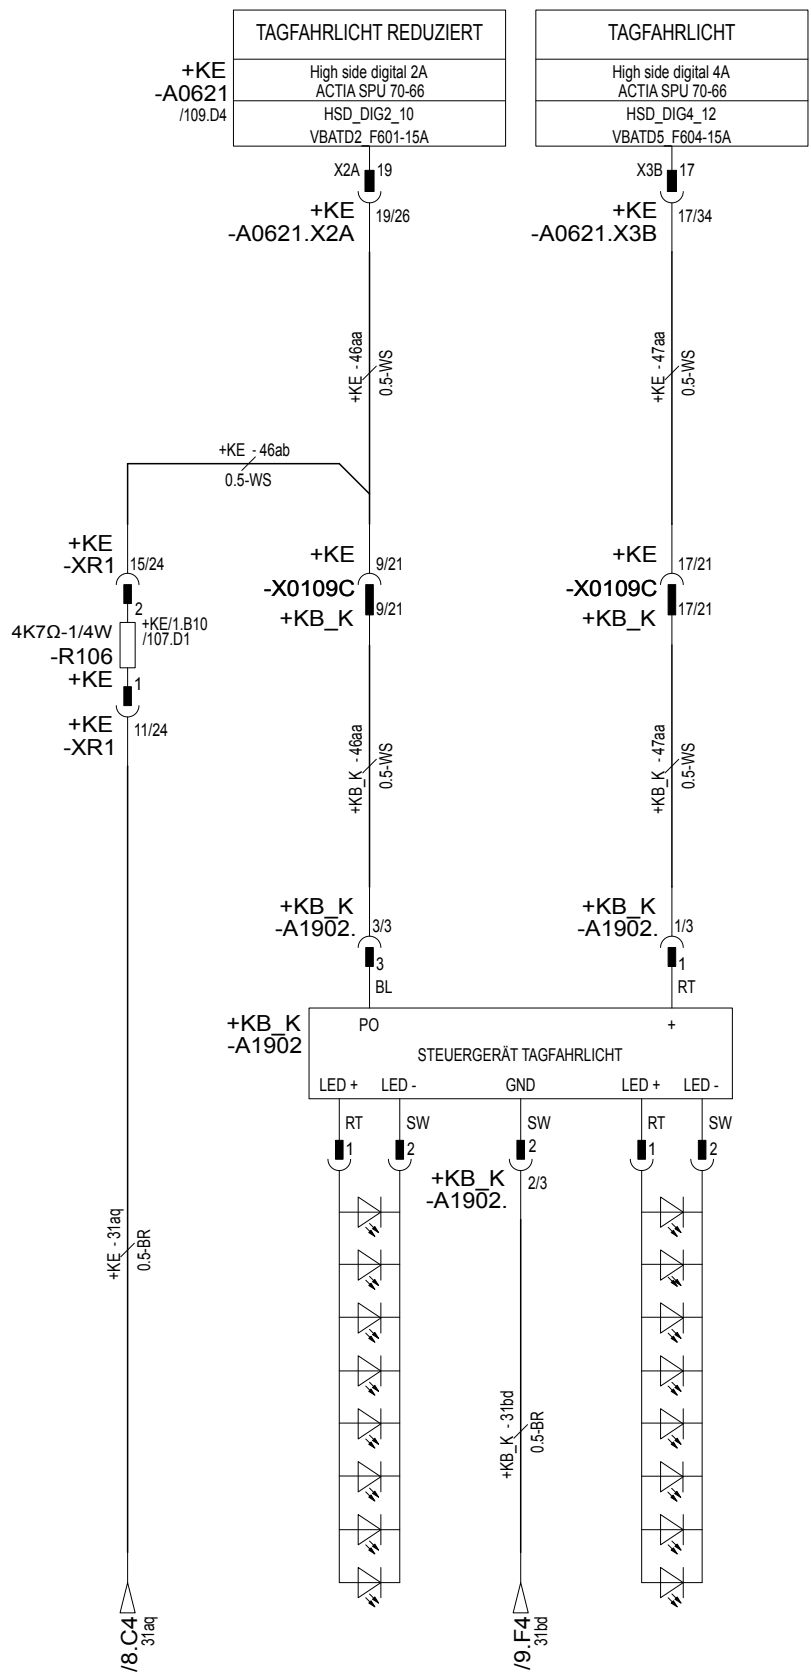 TAGFAHRLICHT REDUZIERT
TAGFAHRLICHT
+KE
-A0621
/109.D4
High side digital 2A
ACTIA SPU 70-66
HSD_DIG2_10
VBATD2_F601-15A
High side digital 4A
ACTIA SPU 70-66
HSD_DIG4_12
VBATD5_F604-15A
X2A 19
X3B 17
+KE
-A0621.X2A
19/26
+KE
-A0621.X3B
17/34
+KE - 46aa
0.5-WS
+KE - 47aa
0.5-WS
+KE - 46ab
0.5-WS
+KE
-XR1
15/24
2
+KE
9/21
-X0109C
+KB_K
9/21
+KE
17/21
-X0109C
+KB_K
17/21
4K7Ω-1/4W
-R106
+KE
+KE/1.B10
/107.D1
1
+KE
-XR1
11/24
+KB_K - 46aa
0.5-WS
+KB_K - 47aa
0.5-WS
+KB_K
-A1902.
3/3
3
BL
+KB_K
-A1902.
1/3
1
RT
+KB_K
-A1902
PO
+
STEUERGERÄT TAGFAHRLICHT
LED +
LED -
GND
LED +
LED -
RT
SW
SW
RT
SW
1
2
2
1
2
+KB_K
-A1902.
2/3
+KE - 31aq
0.5-BR
+KB_K - 31bd
0.5-BR
/8.C4
31aq
/9.F4
31bd